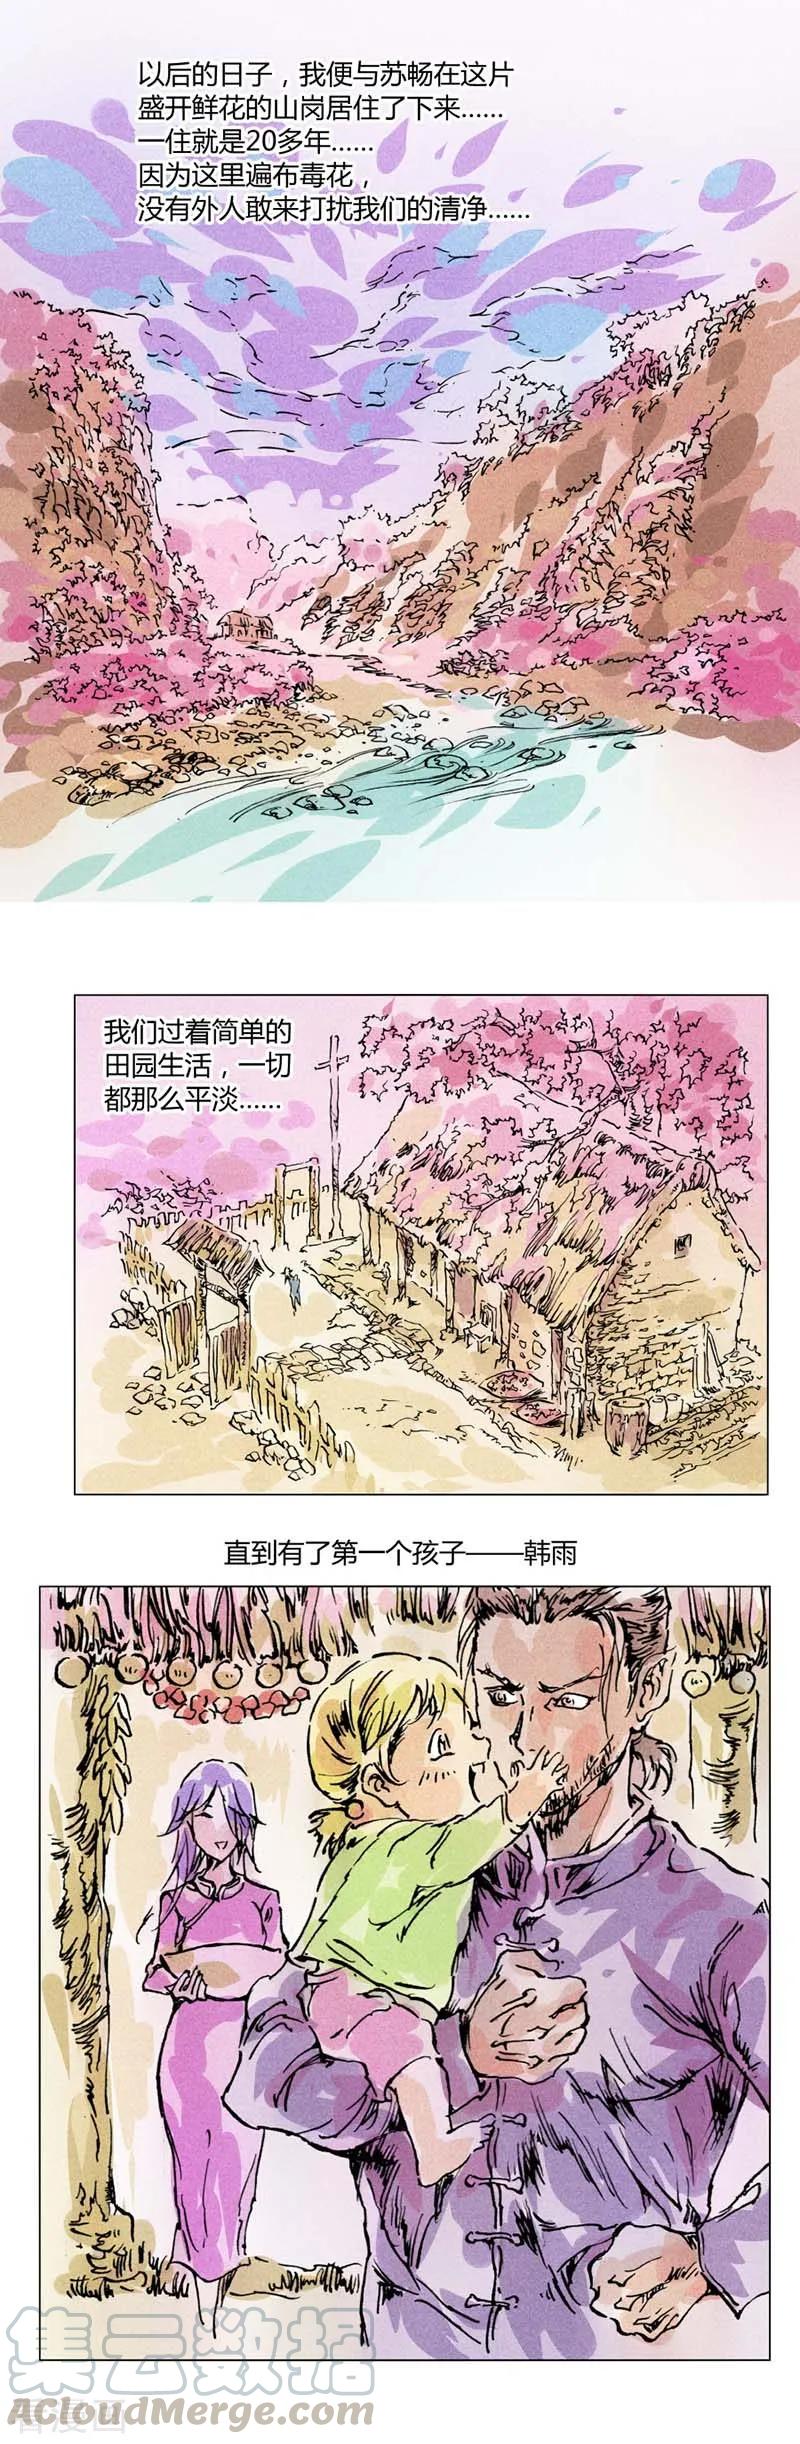 以后的日子，我便与苏畅在这片
盛开鲜花的山岗居住了下来……
一住就是20多年……
因为这里遍布毒花，
没有外人敢来打扰我们的清净……
我们过着简单的
田园生活，一切
都那么平淡……
直到有了第一个孩子——韩雨
集云数据
看漫画
ACloudMerge.com